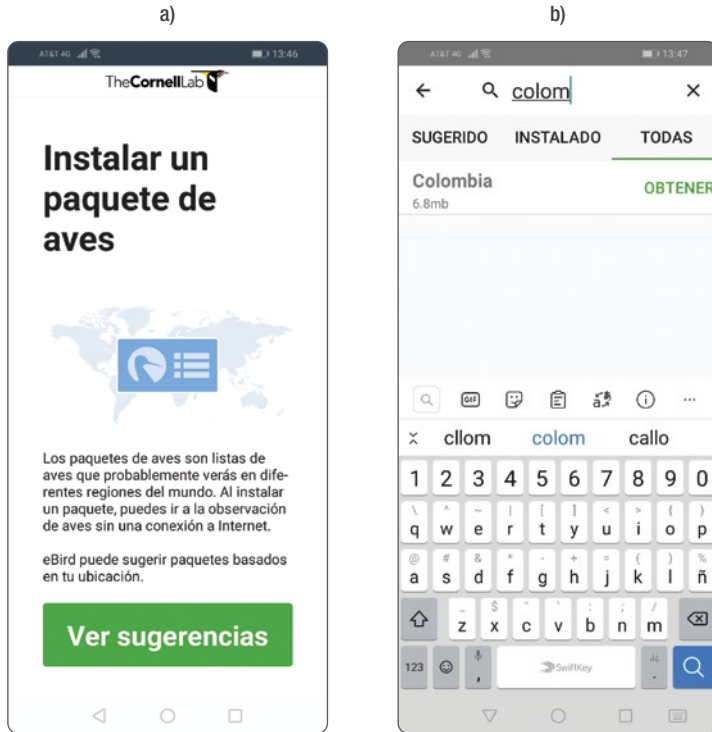 a)
AT&T 4G
13:46
TheCornellLab
Instalar un
paquete de
aves
Los paquetes de aves son listas de
aves que probablemente verás en dife-
rentes regiones del mundo. Al instalar
un paquete, puedes ir a la observación
de aves sin una conexión a Internet.
eBird puede sugerir paquetes basados
en tu ubicación.
Ver sugerencias
b)
AT&T 4G
13:47
colom
SUGERIDO INSTALADO TODAS
Colombia OBTENER
6.8mb
GIF
cllom colom callo
1 2 3 4 5 6 7 8 9 0
\ ^ ~ | [ ] < > { }
q w e r t y u i o p
@ # & * - + = ( ) %
a s d f g h j k l ñ
_ $ " ' : ; /
z x c v b n m
123 , SwiftKey .